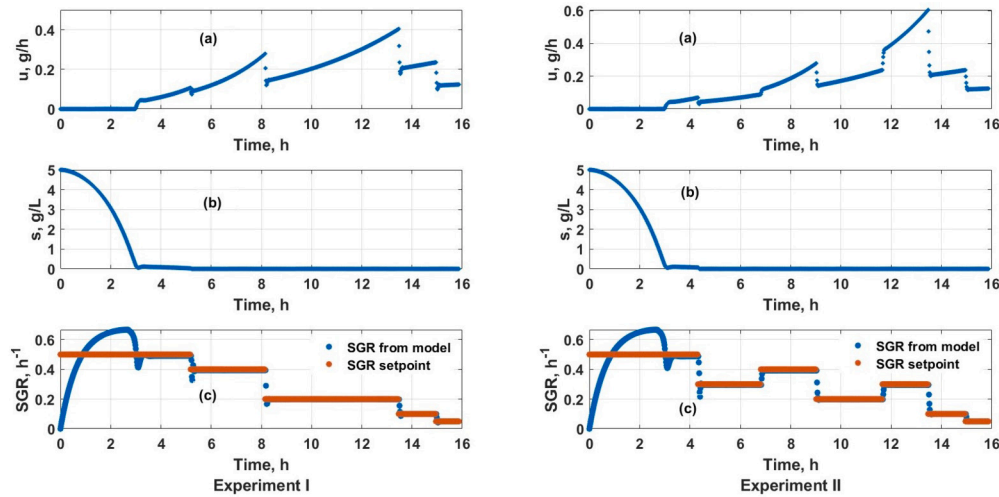 (a)
u, g/h
0.4
0.2
0
0 2 4 6 8 10 12 14 16
Time, h
(b)
s, g/L
5
4
3
2
1
0
0 2 4 6 8 10 12 14 16
Time, h
SGR from model
SGR setpoint
(c)
SGR, h-1
0.6
0.4
0.2
0
0 2 4 6 8 10 12 14 16
Time, h
Experiment I
(a)
u, g/h
0.6
0.4
0.2
0
0 2 4 6 8 10 12 14 16
Time, h
(b)
s, g/L
5
4
3
2
1
0
0 2 4 6 8 10 12 14 16
Time, h
SGR from model
SGR setpoint
(c)
SGR, h-1
0.6
0.4
0.2
0
0 2 4 6 8 10 12 14 16
Time, h
Experiment II